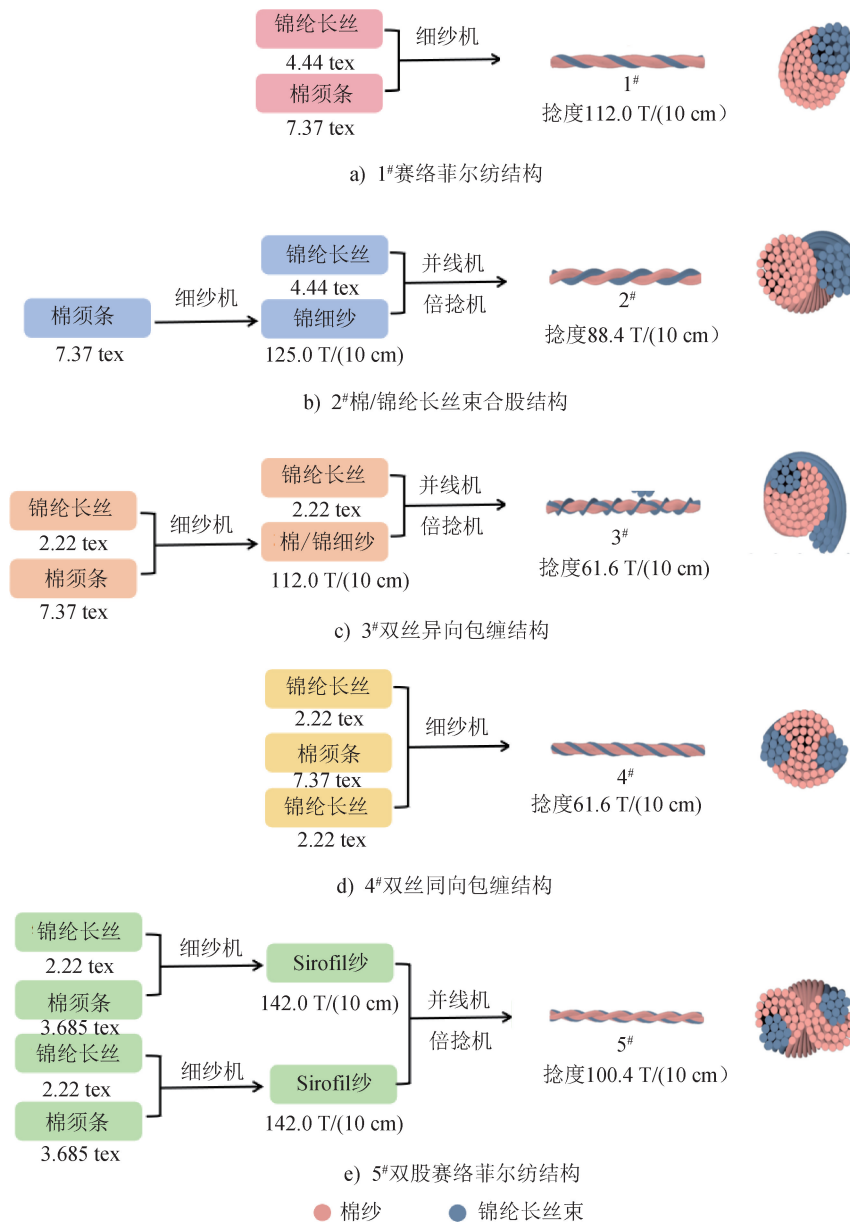 锦纶长丝
4.44 tex
棉须条
7.37 tex
细纱机
1#
捻度112.0 T/(10 cm）
a) 1#赛络菲尔纺结构
棉须条
7.37 tex
细纱机
锦纶长丝
4.44 tex
锦细纱
125.0 T/(10 cm)
并线机
倍捻机
2#
捻度88.4 T/(10 cm）
b) 2#棉/锦纶长丝束合股结构
锦纶长丝
2.22 tex
棉须条
7.37 tex
细纱机
锦纶长丝
2.22 tex
棉/锦细纱
112.0 T/(10 cm)
并线机
倍捻机
3#
捻度61.6 T/(10 cm)
c) 3#双丝异向包缠结构
锦纶长丝
2.22 tex
棉须条
7.37 tex
锦纶长丝
2.22 tex
细纱机
4#
捻度61.6 T/(10 cm)
d) 4#双丝同向包缠结构
锦纶长丝
2.22 tex
棉须条
3.685 tex
细纱机
Sirofil纱
142.0 T/(10 cm)
锦纶长丝
2.22 tex
棉须条
3.685 tex
细纱机
Sirofil纱
142.0 T/(10 cm)
并线机
倍捻机
5#
捻度100.4 T/(10 cm）
e) 5#双股赛络菲尔纺结构
棉纱 锦纶长丝束